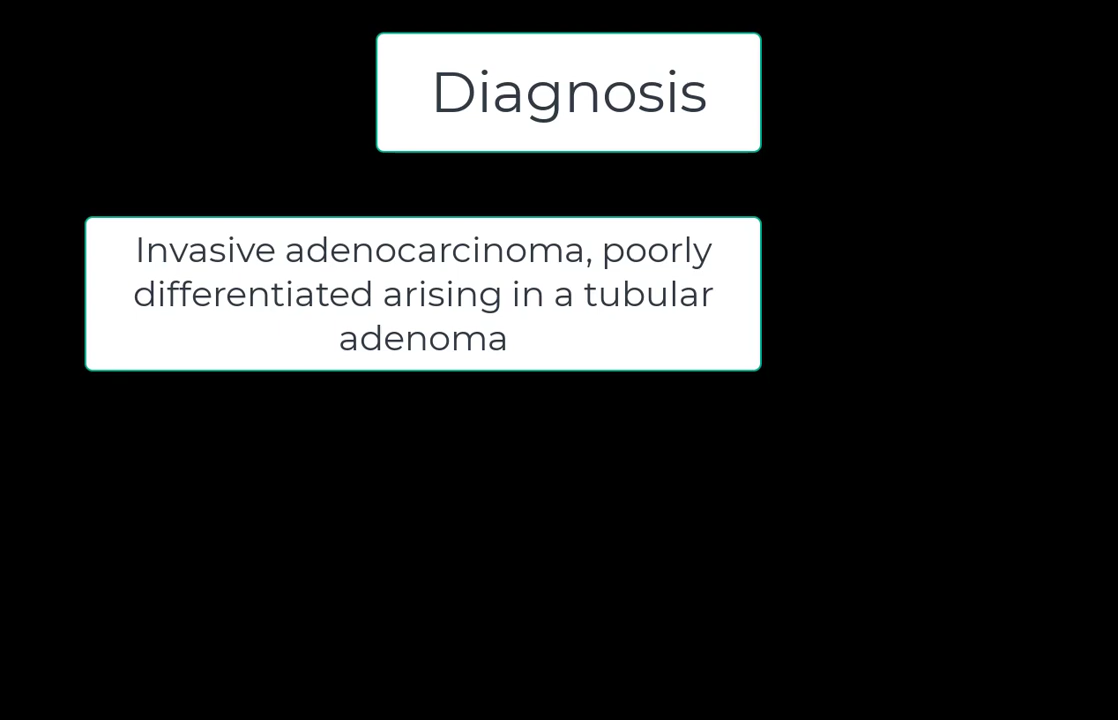 Diagnosis
Invasive adenocarcinoma, poorly
differentiated arising in a tubular
adenoma